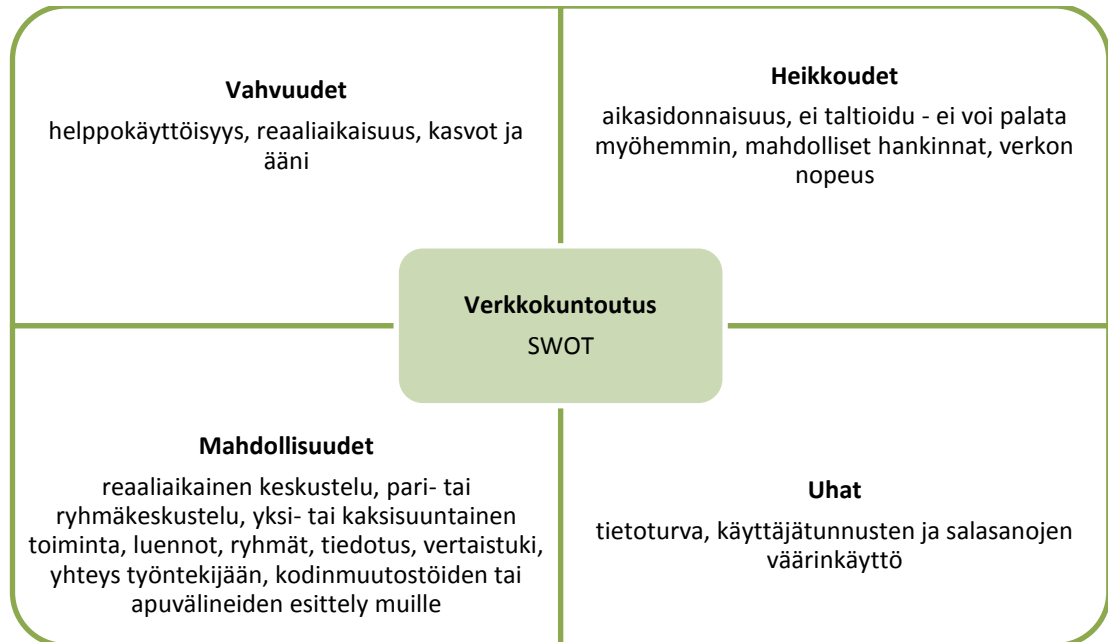 Vahvuudet
helppokäyttöisyys, reaaliaikaisuus, kasvot ja
ääni
Heikkoudet
aikasidonnaisuus, ei taltioidu - ei voi palata
myöhemmin, mahdolliset hankinnat, verkon
nopeus
Verkkokuntoutus
SWOT
Mahdollisuudet
reaaliaikainen keskustelu, pari- tai
ryhmäkeskustelu, yksi- tai kaksisuuntainen
toiminta, luennot, ryhmät, tiedotus, vertaistuki,
yhteys työntekijään, kodinmuutostöiden tai
apuvälineiden esittely muille
Uhat
tietoturva, käyttäjätunnusten ja salasanojen
väärinkäyttö